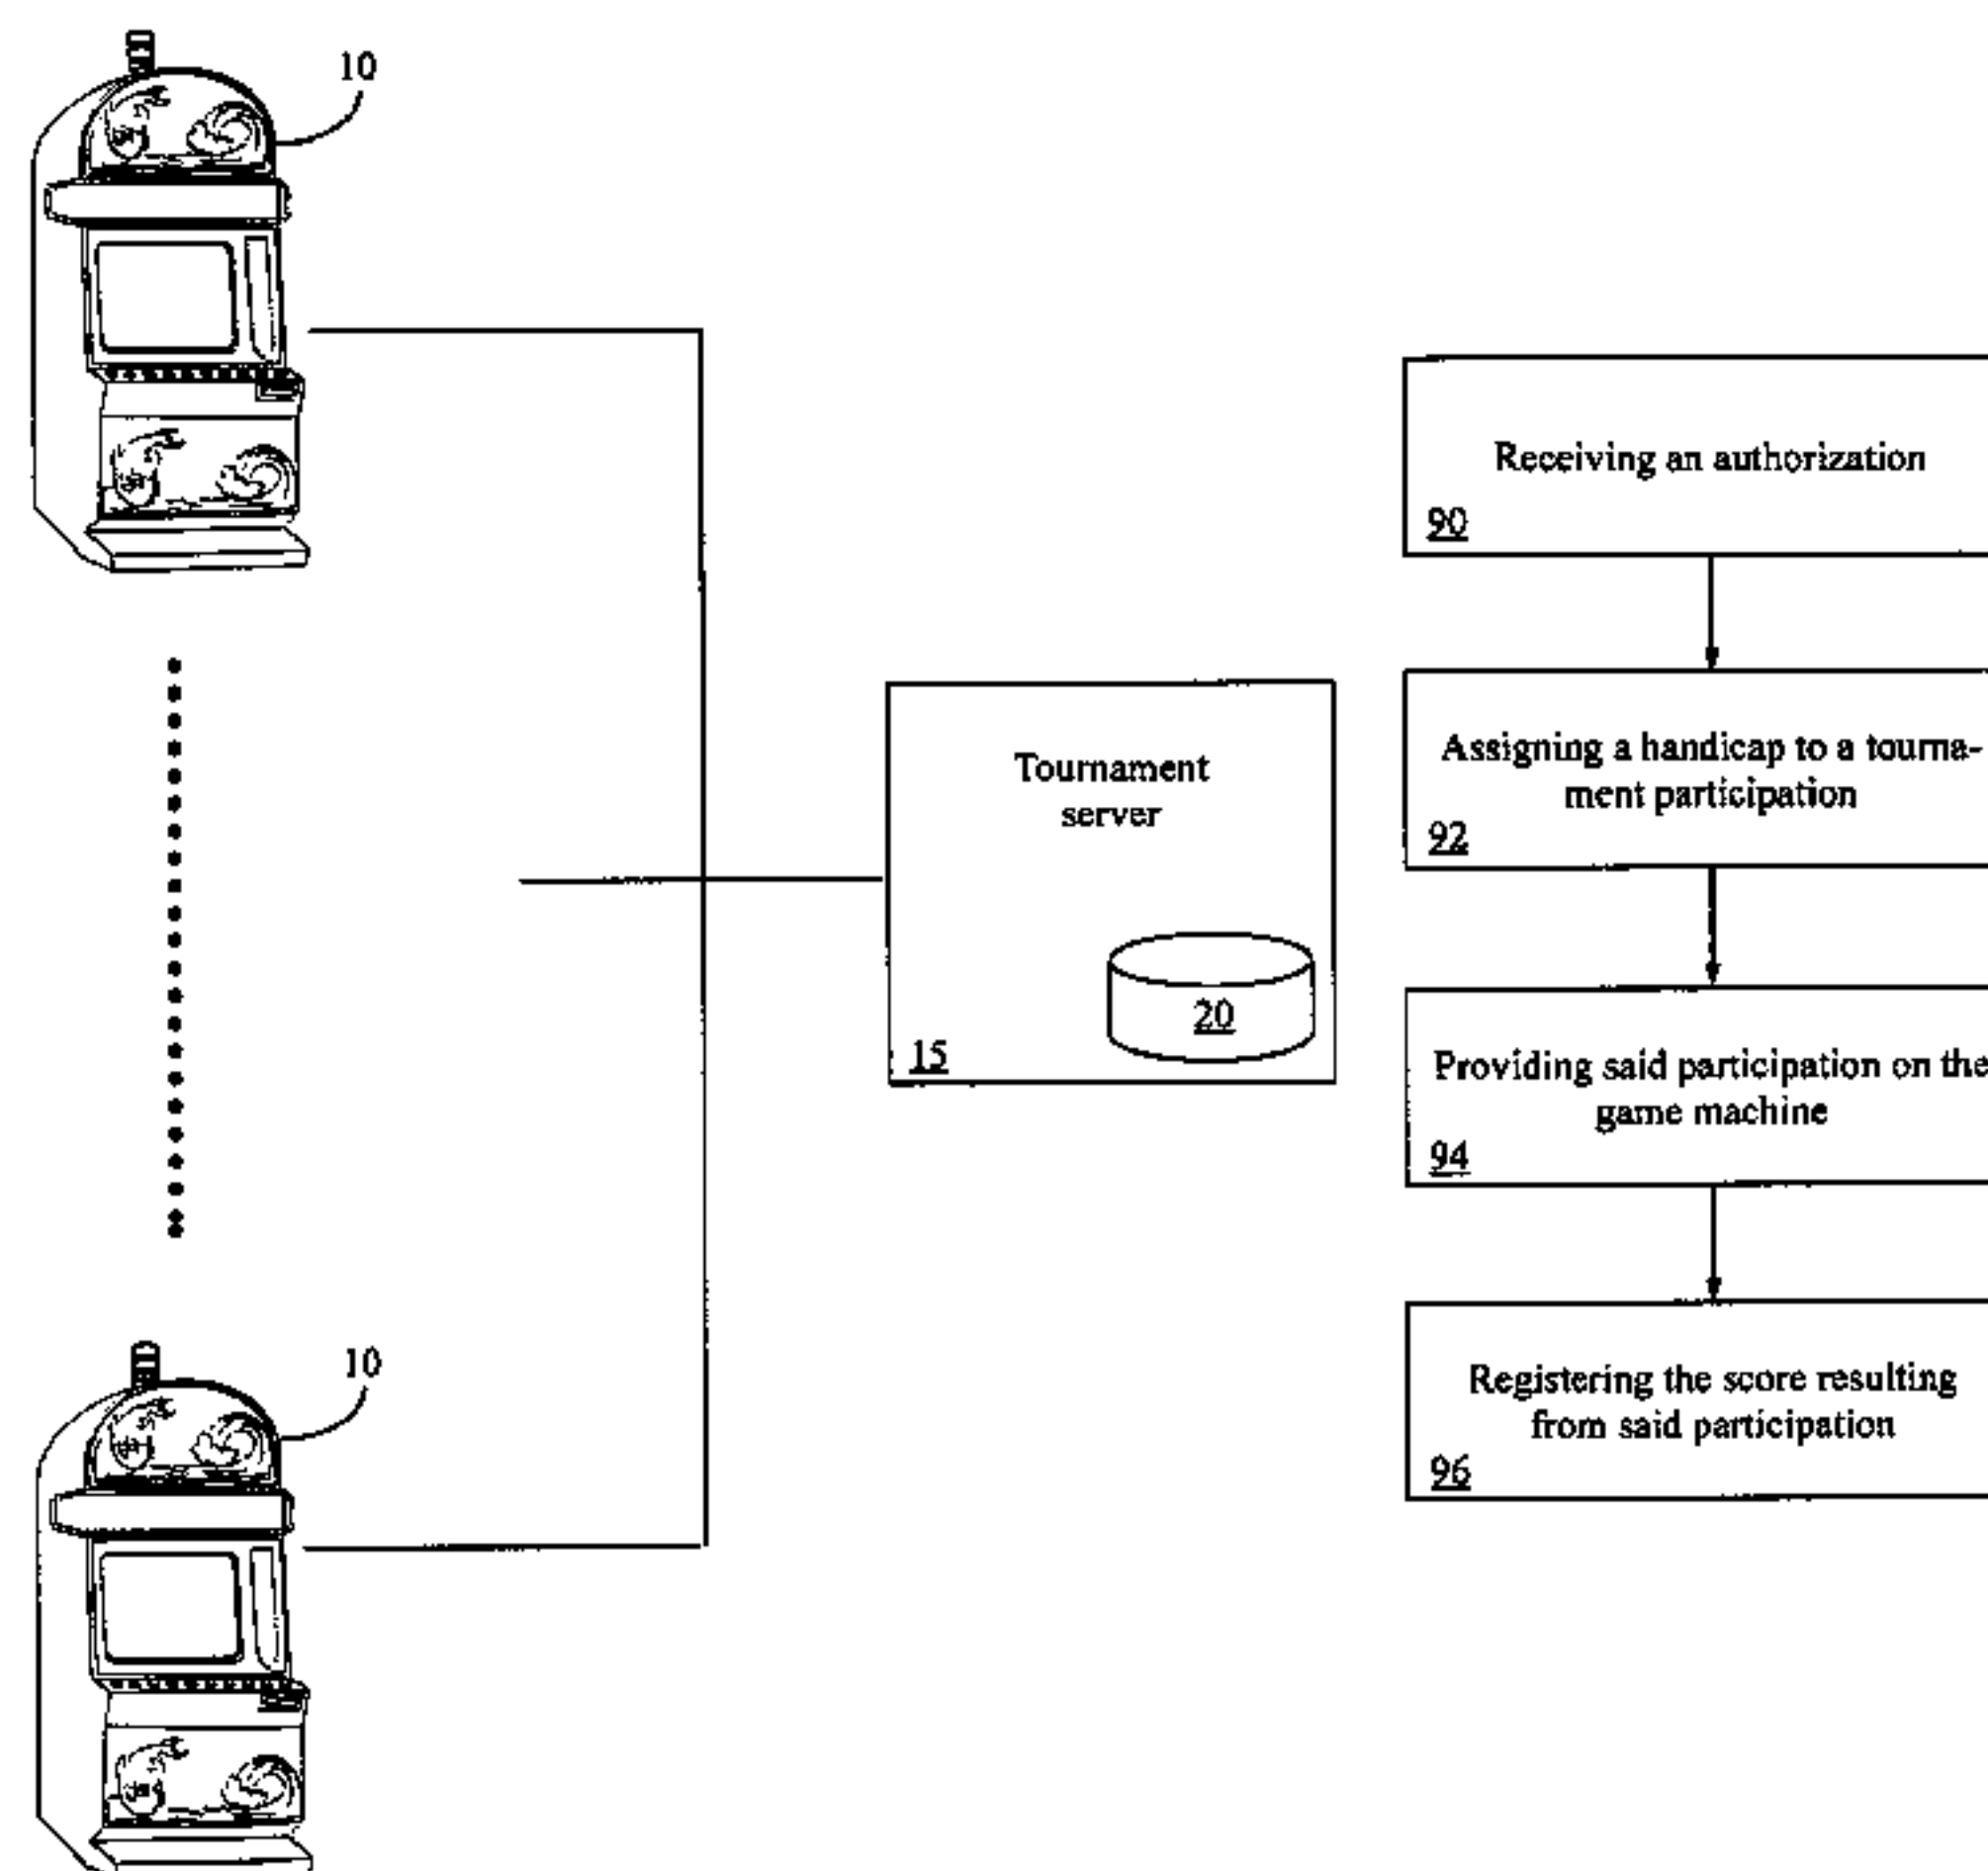 10
Receiving an authorization
90
Assigning a handicap to a tourna-
ment participation
92
Tournament
server
20
15
Providing said participation on the
game machine
94
10
Registering the score resulting
from said participation
96